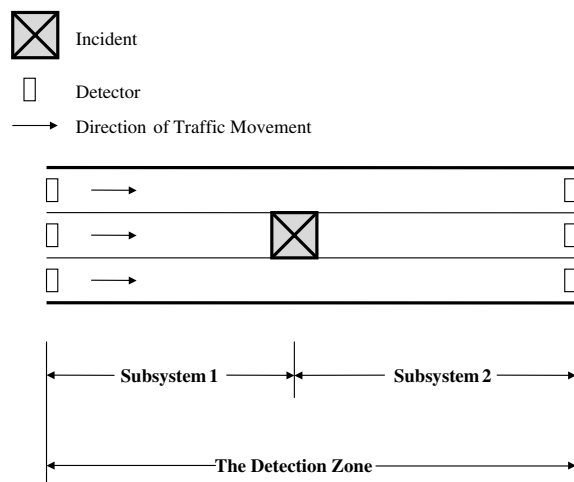 Incident
Detector
Direction of Traffic Movement
Subsystem 1
Subsystem 2
The Detection Zone